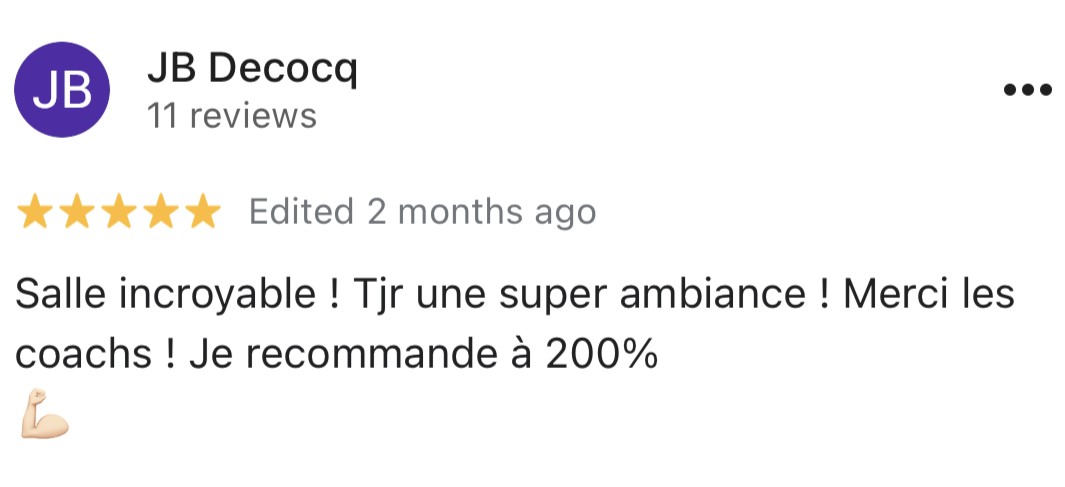 JB
JB Decocq
11 reviews
Edited 2 months ago
Salle incroyable ! Tjr une super ambiance ! Merci les
coachs ! Je recommande à 200%
💪🏻